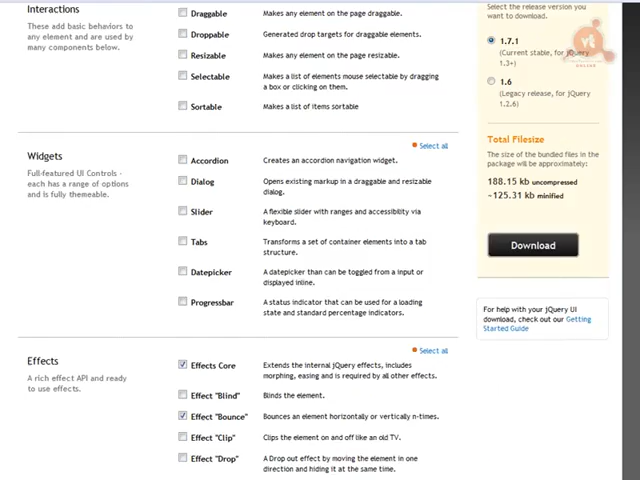 Interactions
These add basic behaviors to
any element and are used by
many components below.
Draggable
Makes any element on the page draggable.
Droppable
Generated drop targets for draggable elements.
Resizable
Makes any element on the page resizable.
Selectable
Makes a list of elements mouse selectable by dragging
a box or clicking on them.
Sortable
Makes a list of items sortable
Select all
Widgets
Full-featured UI Controls -
each has a range of options
and is fully themeable.
Accordion
Creates an accordion navigation widget.
Dialog
Opens existing markup in a draggable and resizable
dialog.
Slider
A flexible slider with ranges and accessibility via
keyboard.
Tabs
Transforms a set of container elements into a tab
structure.
Datepicker
A datepicker than can be toggled from a input or
displayed inline.
Progressbar
A status indicator that can be used for a loading
state and standard percentage indicators.
Select all
Effects
A rich effect API and ready
to use effects.
Effects Core
Extends the internal jQuery effects, includes
morphing, easing and is required by all other effects.
Effect "Blind"
Blinds the element.
Effect "Bounce"
Bounces an element horizontally or vertically n-times.
Effect "Clip"
Clips the element on and off like an old TV.
Effect "Drop"
A Drop out effect by moving the element in one
direction and hiding it at the same time.
Select the release version you
want to download.
1.7.1
(Current stable, for jQuery
1.3+)
1.6
(Legacy release, for jQuery
1.2.6)
vt
ONLINE
Total Filesize
The size of the bundled files in the
package will be approximately:
188.15 kb uncompressed
~125.31 kb minified
Download
For help with your jQuery UI
download, check out our Getting
Started Guide